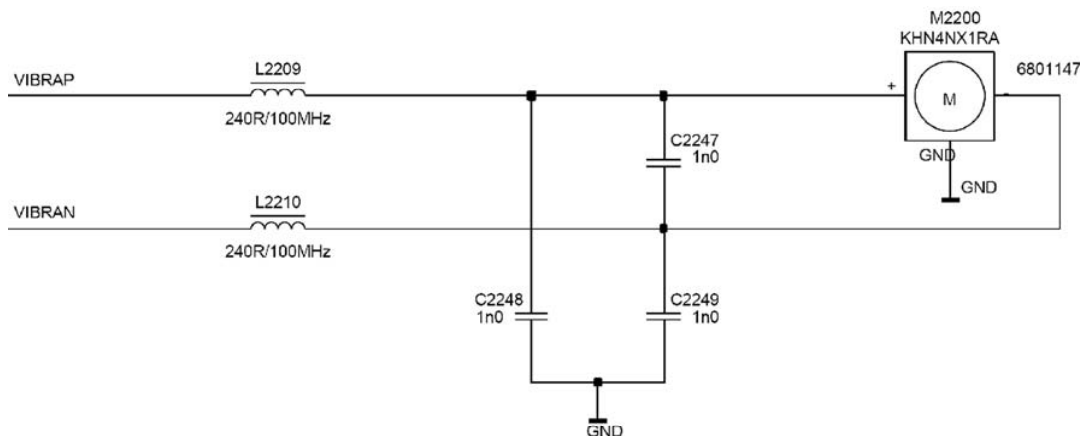 M2200
KHN4NX1RA
6801147
VIBRAP
L2209
240R/100MHz
+
-
M
GND
GND
C2247
1n0
VIBRAN
L2210
240R/100MHz
C2248
1n0
C2249
1n0
GND